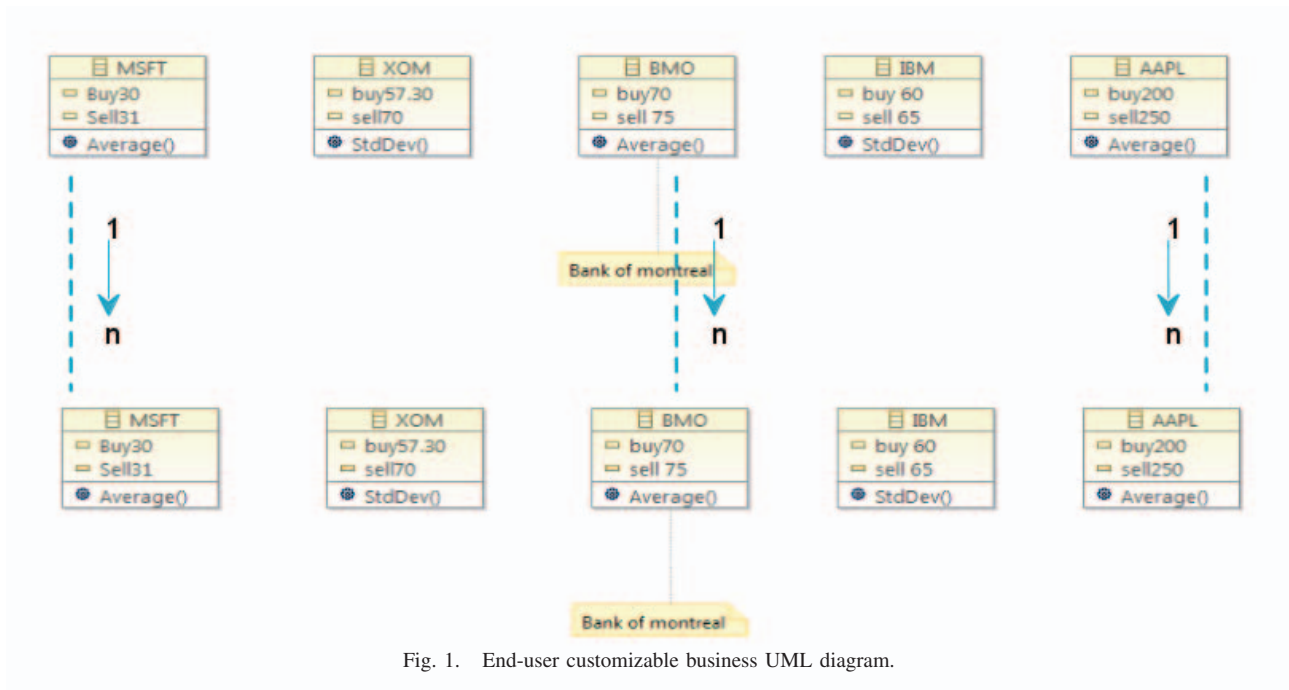 MSFT
Buy30
Sell31
Average()
XOM
buy57.30
sell70
StdDev()
BMO
buy70
sell 75
Average()
IBM
buy 60
sell 65
StdDev()
AAPL
buy200
sell250
Average()
1
n
Bank of montreal
1
n
1
n
MSFT
Buy30
Sell31
Average()
XOM
buy57.30
sell70
StdDev()
BMO
buy70
sell 75
Average()
IBM
buy 60
sell 65
StdDev()
AAPL
buy200
sell250
Average()
Bank of montreal
Fig. 1. End-user customizable business UML diagram.